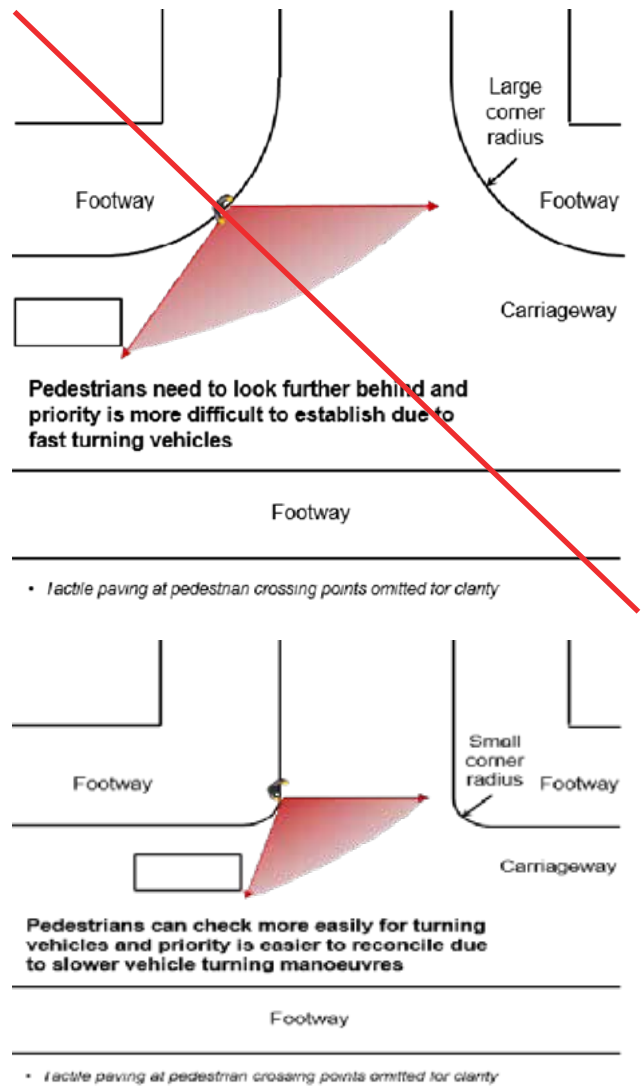 Large
corner
radius
Footway
Footway
Carriageway
Pedestrians need to look further behind and
priority is more difficult to establish due to
fast turning vehicles
Footway
• Tactile paving at pedestrian crossing points omitted for clarity
Small
corner
radius
Footway
Footway
Carriageway
Pedestrians can check more easily for turning
vehicles and priority is easier to reconcile due
to slower vehicle turning manoeuvres
Footway
• Tactile paving at pedestrian crossing points omitted for clarity